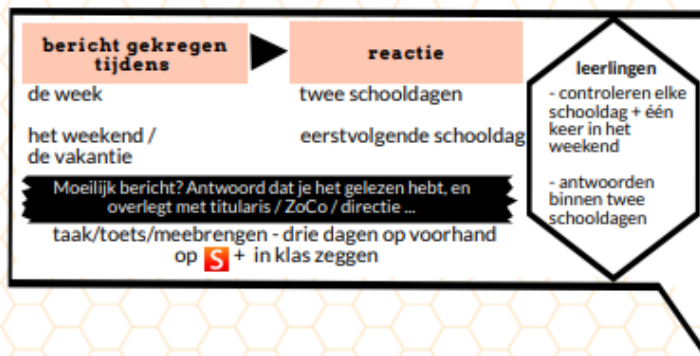 bericht gekregen
tijdens
reactie
de week
twee schooldagen
het weekend /
de vakantie
eerstvolgende schooldag
Moeilijk bericht? Antwoord dat je het gelezen hebt, en
overlegt met titularis / ZoCo / directie ...
taak/toets/meebrengen - drie dagen op voorhand
op S + in klas zeggen
leerlingen
- controleren elke
schooldag + één
keer in het
weekend
- antwoorden
binnen twee
schooldagen